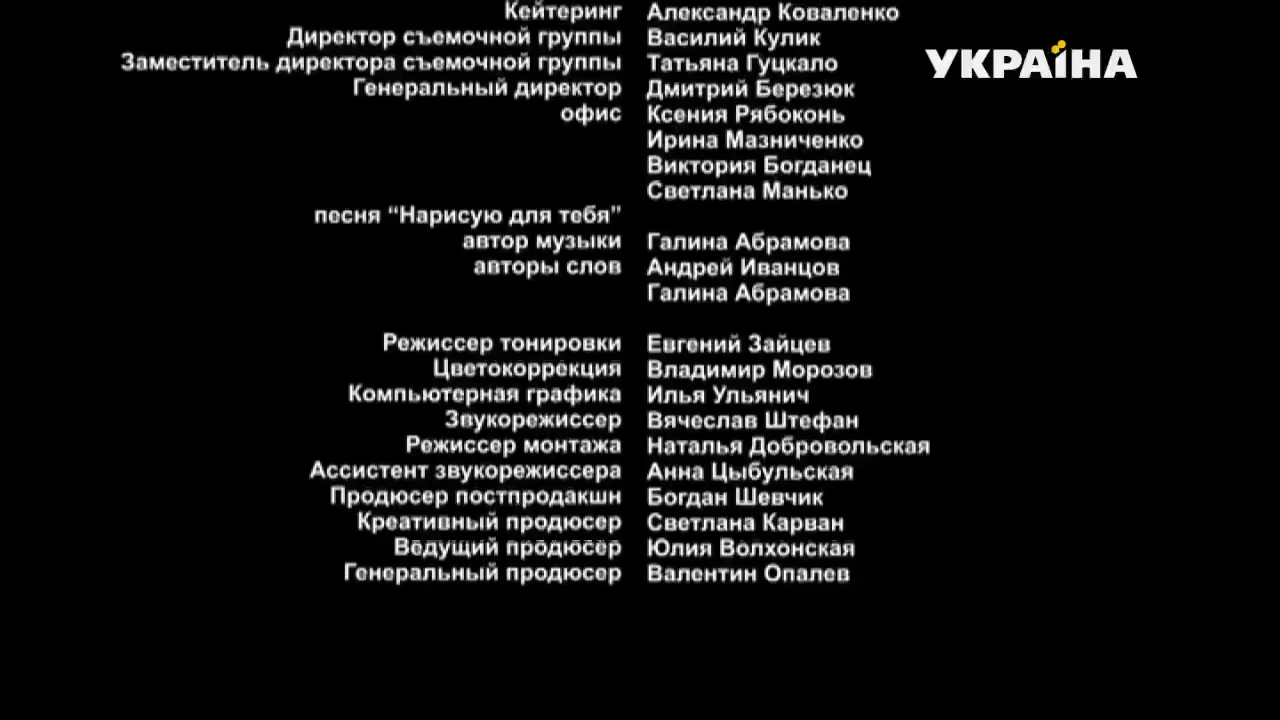 Кейтеринг Александр Коваленко
Директор съемочной группы Василий Кулик
Заместитель директора съемочной группы Татьяна Гуцкало
Генеральный директор Дмитрий Березюк
офис Ксения Рябоконь
Ирина Мазниченко
Виктория Богданец
Светлана Манько
песня “Нарисую для тебя”
автор музыки Галина Абрамова
авторы слов Андрей Иванцов
Галина Абрамова
Режиссер тонировки Евгений Зайцев
Цветокоррекция Владимир Морозов
Компьютерная графика Илья Ульянич
Звукорежиссер Вячеслав Штефан
Режиссер монтажа Наталья Добровольская
Ассистент звукорежиссера Анна Цыбульская
Продюсер постпродакшн Богдан Шевчик
Креативный продюсер Светлана Карван
Ведущий продюсер Юлия Волхонская
Генеральный продюсер Валентин Опалев
УКРАЇНА